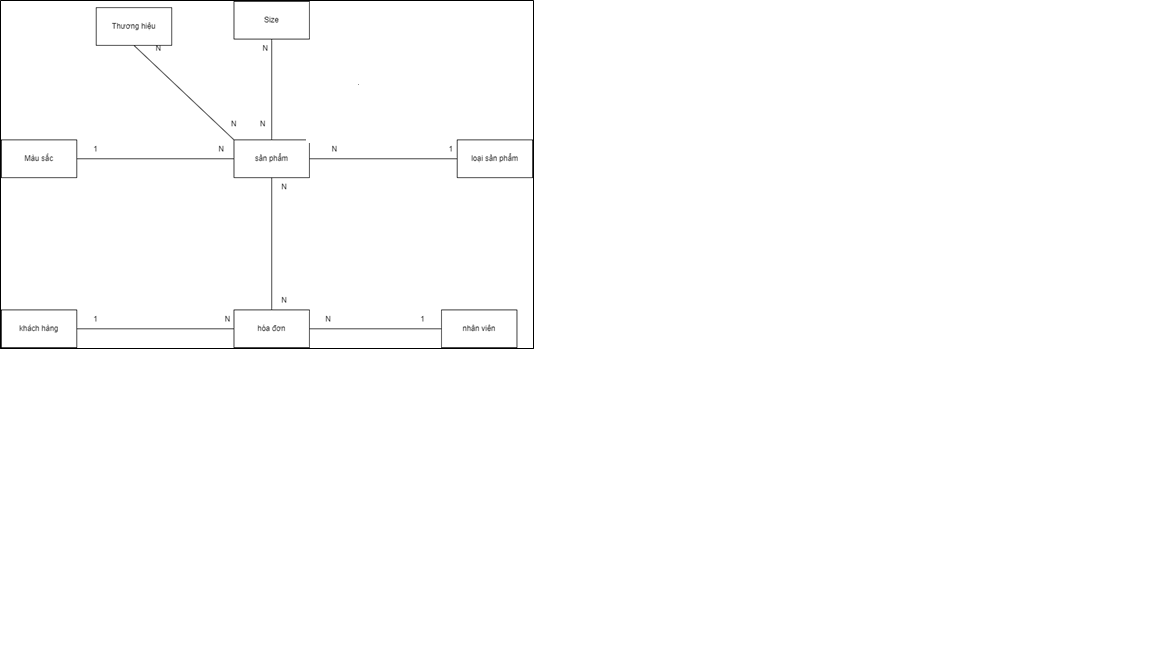 Thương hiệu
Size
N
N
N
N
Màu sắc
1
N
sản phẩm
N
1
loại sản phẩm
N
N
khách hàng
1
N
hòa đơn
N
1
nhân viên